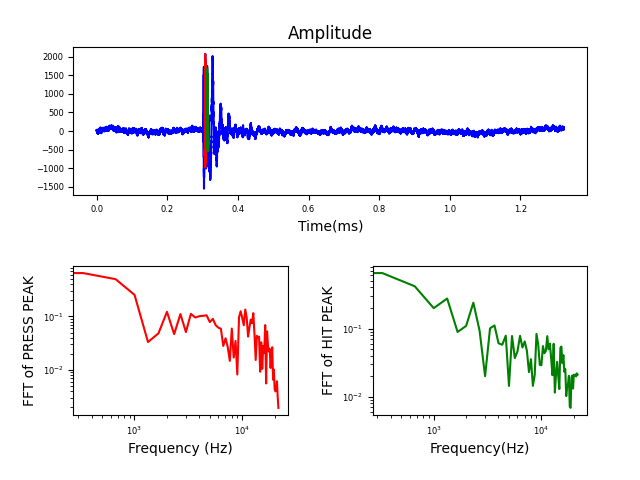 Amplitude
2000
1500
1000
500
0
−500
−1000
−1500
0.0 0.2 0.4 0.6 0.8 1.0 1.2
Time(ms)
FFT of PRESS PEAK
10⁻¹
10⁻²
10³ 10⁴
Frequency (Hz)
FFT of HIT PEAK
10⁻¹
10⁻²
10³ 10⁴
Frequency(Hz)